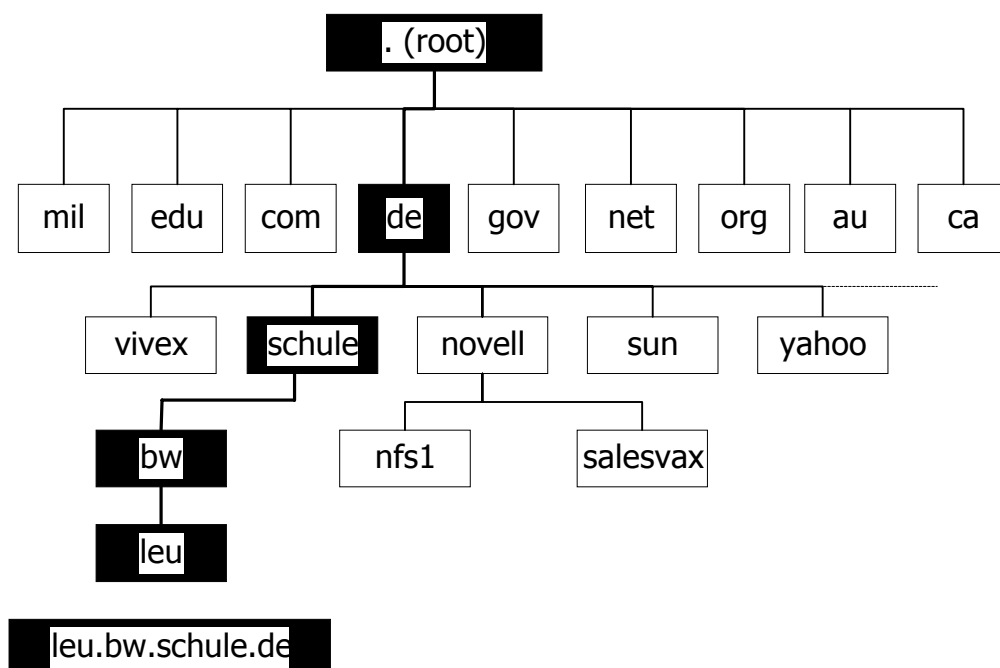 . (root)
mil edu com de gov net org au ca
vivex schule novell sun yahoo
bw nfs1 salesvax
leu
leu.bw.schule.de